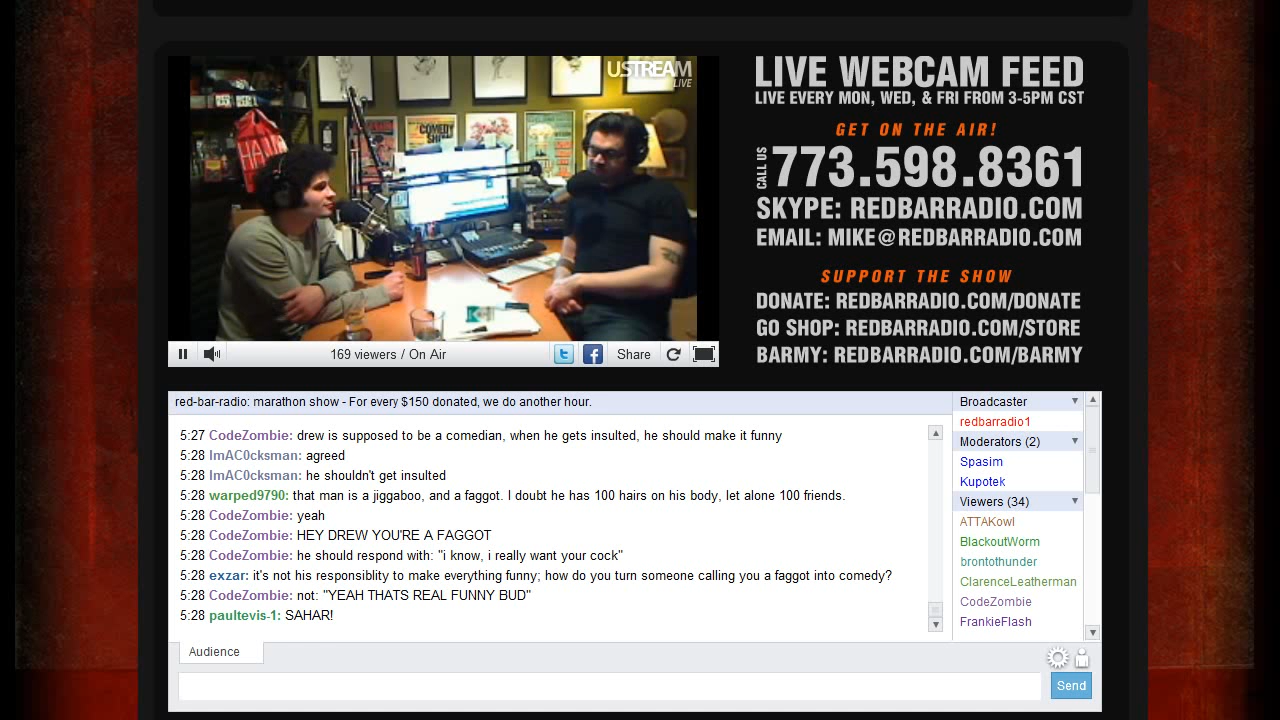 USTREAM
LIVE
HANG
COMEDY
SHOW
169 viewers / On Air
Share
LIVE WEBCAM FEED
LIVE EVERY MON, WED, & FRI FROM 3-5PM CST
GET ON THE AIR!
CALL US 773.598.8361
SKYPE: REDBARRADIO.COM
EMAIL: MIKE@REDBARRADIO.COM
SUPPORT THE SHOW
DONATE: REDBARRADIO.COM/DONATE
GO SHOP: REDBARRADIO.COM/STORE
BARMY: REDBARRADIO.COM/BARMY
red-bar-radio: marathon show - For every $150 donated, we do another hour.
5:27 CodeZombie: drew is supposed to be a comedian, when he gets insulted, he should make it funny
5:28 ImAC0cksman: agreed
5:28 ImAC0cksman: he shouldn't get insulted
5:28 warped9790: that man is a jiggaboo, and a faggot. I doubt he has 100 hairs on his body, let alone 100 friends.
5:28 CodeZombie: yeah
5:28 CodeZombie: HEY DREW YOU'RE A FAGGOT
5:28 CodeZombie: he should respond with: "i know, i really want your cock"
5:28 exzar: it's not his responsiblity to make everything funny; how do you turn someone calling you a faggot into comedy?
5:28 CodeZombie: not: "YEAH THATS REAL FUNNY BUD"
5:28 paultevis-1: SAHAR!
Broadcaster
redbarradio1
Moderators (2)
Spasim
Kupotek
Viewers (34)
ATTAKowl
BlackoutWorm
brontothunder
ClarenceLeatherman
CodeZombie
FrankieFlash
Audience
Send